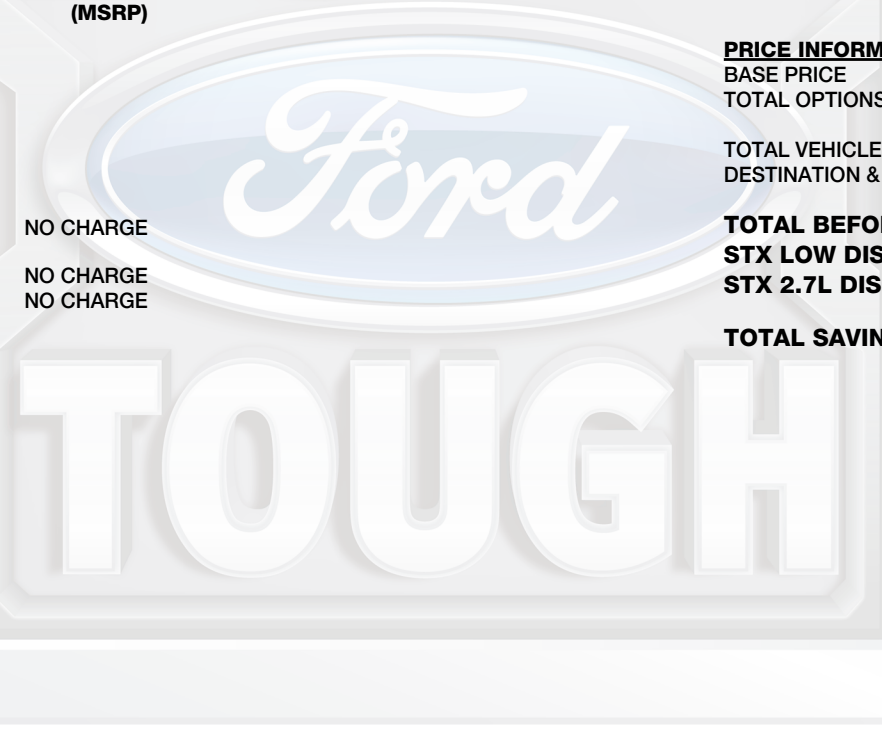 (MSRP)
NO CHARGE
NO CHARGE
NO CHARGE
PRICE INFORM
BASE PRICE
TOTAL OPTIONS
TOTAL VEHICLE
DESTINATION &
TOTAL BEFO
STX LOW DIS
STX 2.7L DIS
TOTAL SAVIN
Ford
TOUGH